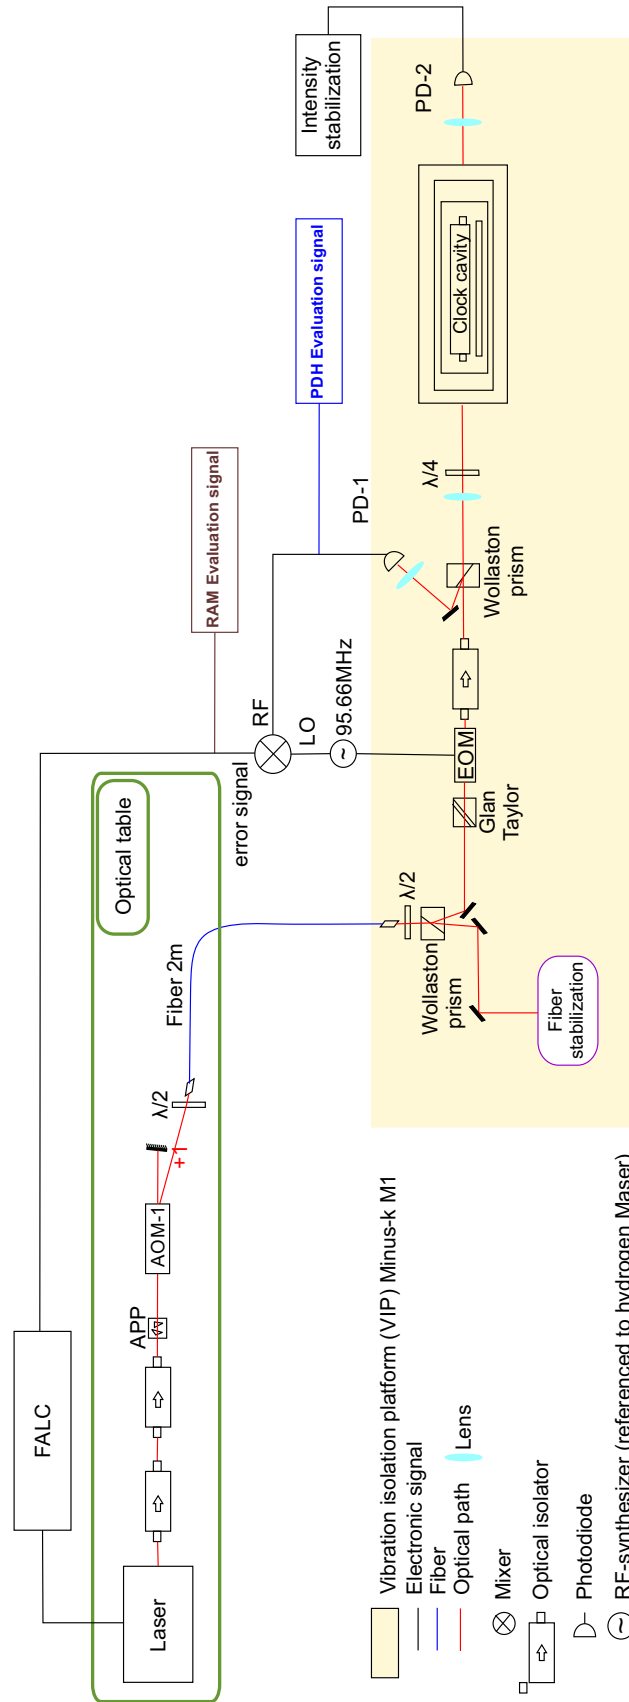 Laser
FALC
APP
AOM-1
+1
λ/2
Fiber 2m
Optical table
error signal
RF
LO
95.66MHz
RAM Evaluation signal
PDH Evaluation signal
Intensity
stabilization
λ/2
Wollaston
prism
Fiber
stabilization
Glan
Taylor
EOM
Wollaston
prism
PD-1
λ/4
Clock cavity
PD-2
Vibration isolation platform (VIP) Minus-k M1
Electronic signal
Fiber
Optical path
Lens
Mixer
Optical isolator
Photodiode
RF-synthesizer (referenced to hydrogen Maser)